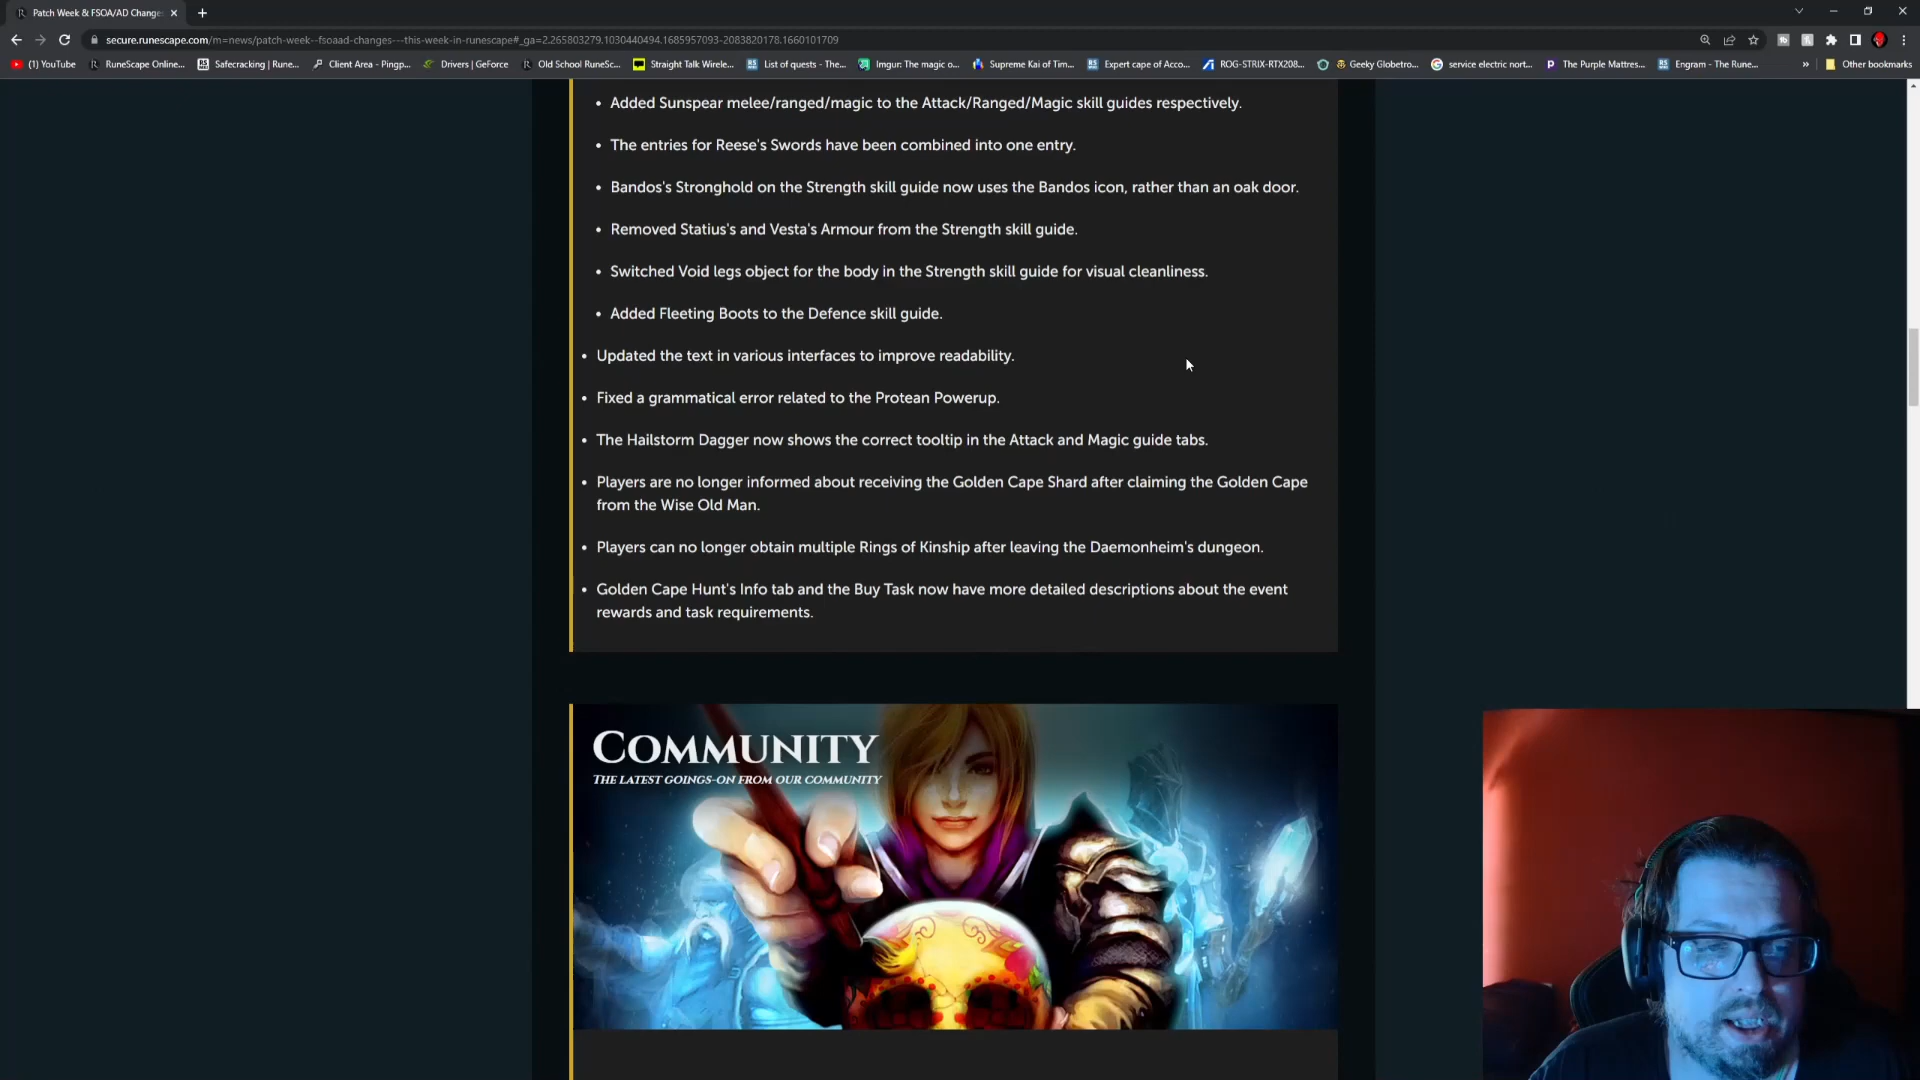 Patch Week & FSOA/AD Change
secure.runescape.com/m=news/patch-week--fsoaad-changes---this-week-in-runescape#_ga=2.265803279.1030440494.1685957093-2083820178.1660101709
(1) YouTube
RuneScape Online...
Safecracking | Rune...
Client Area - Pingp...
Drivers | GeForce
Old School RuneSc...
Straight Talk Wirele...
List of quests - The...
Imgur: The magic o...
Supreme Kai of Tim...
Expert cape of Acco...
ROG-STRIX-RTX208...
Geeky Globetro...
service electric nort...
The Purple Mattres...
Engram - The Rune...
»
Other bookmarks
• Added Sunspear melee/ranged/magic to the Attack/Ranged/Magic skill guides respectively.
• The entries for Reese's Swords have been combined into one entry.
• Bandos's Stronghold on the Strength skill guide now uses the Bandos icon, rather than an oak door.
• Removed Statius's and Vesta's Armour from the Strength skill guide.
• Switched Void legs object for the body in the Strength skill guide for visual cleanliness.
• Added Fleeting Boots to the Defence skill guide.
• Updated the text in various interfaces to improve readability.
• Fixed a grammatical error related to the Protean Powerup.
• The Hailstorm Dagger now shows the correct tooltip in the Attack and Magic guide tabs.
• Players are no longer informed about receiving the Golden Cape Shard after claiming the Golden Cape
from the Wise Old Man.
• Players can no longer obtain multiple Rings of Kinship after leaving the Daemonheim's dungeon.
• Golden Cape Hunt's Info tab and the Buy Task now have more detailed descriptions about the event
rewards and task requirements.
COMMUNITY
THE LATEST GOINGS-ON FROM OUR COMMUNITY